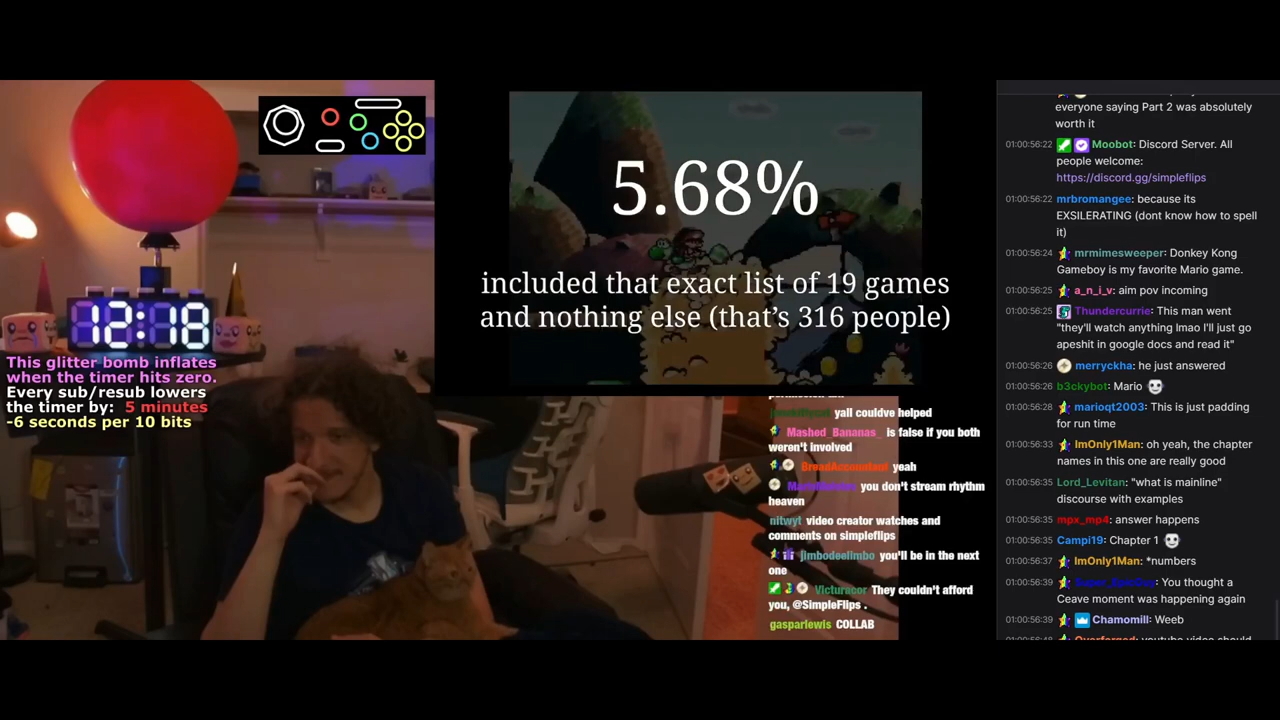 12:18
This glitter bomb inflates
when the timer hits zero.
Every sub/resub lowers
the timer by: 5 minutes
-6 seconds per 10 bits
5.68%
included that exact list of 19 games
and nothing else (that's 316 people)
yall couldve helped
Mashed_Bananas_ is false if you both
weren't involved
yeah
you don't stream rhythm
heaven
nitwyt video creator watches and
comments on simpleflips
jimbodeelimbo you'll be in the next
one
Victuracor They couldn't afford
you, @SimpleFlips .
gasparlewis COLLAB
everyone saying Part 2 was absolutely
worth it
01:00:56:22 Moobot: Discord Server. All
people welcome:
https://discord.gg/simpleflips
01:00:56:22 mrbromangee: because its
EXSILERATING (dont know how to spell
it)
01:00:56:24 mrmimesweeper: Donkey Kong
Gameboy is my favorite Mario game.
01:00:56:25 a_n_i_v: aim pov incoming
01:00:56:25 Thundercurrie: This man went
"they'll watch anything lmao I'll just go
apeshit in google docs and read it"
01:00:56:26 merryckha: he just answered
01:00:56:26 b3ckybot: Mario
01:00:56:28 marioqt2003: This is just padding
for run time
01:00:56:33 ImOnly1Man: oh yeah, the chapter
names in this one are really good
01:00:56:35 Lord_Levitan: "what is mainline"
discourse with examples
01:00:56:35 mpx_mp4: answer happens
01:00:56:35 Campi19: Chapter 1
01:00:56:37 ImOnly1Man: *numbers
01:00:56:39 You thought a
Ceave moment was happening again
01:00:56:39 Chamomill: Weeb